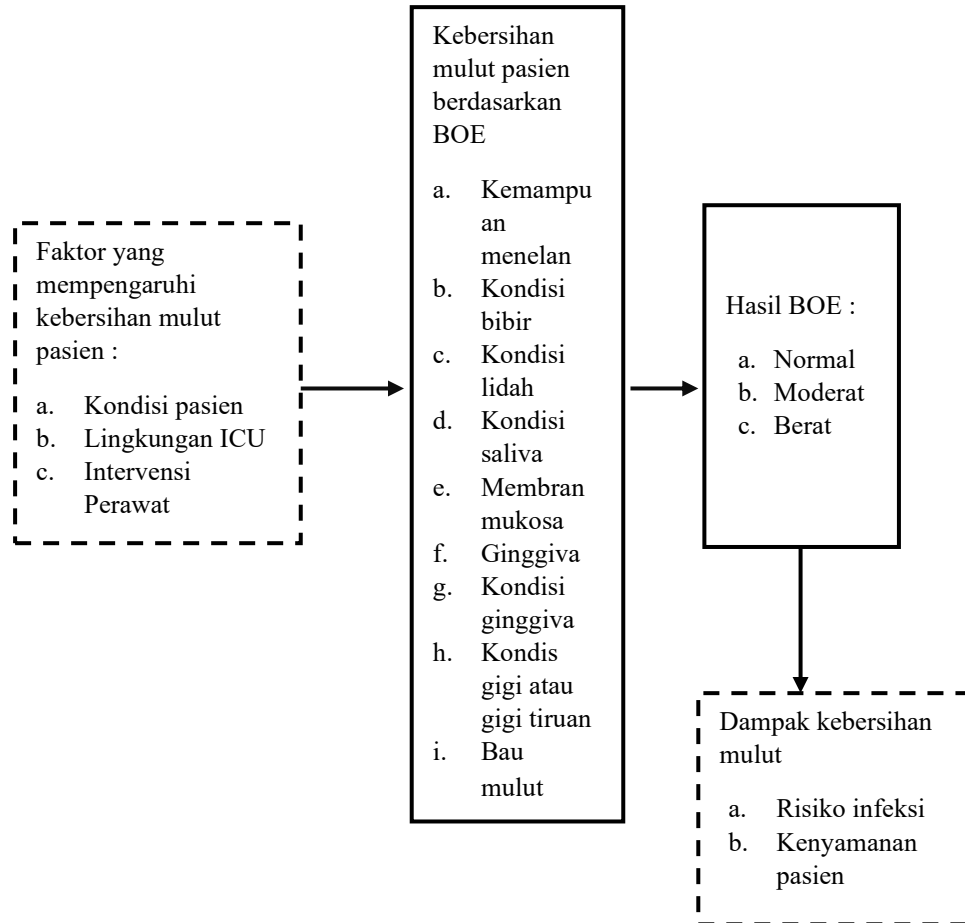 Faktor yang
mempengaruhi
kebersihan mulut
pasien :
a. Kondisi pasien
b. Lingkungan ICU
c. Intervensi
Perawat
Kebersihan
mulut pasien
berdasarkan
BOE
a. Kemampu
an
menelan
b. Kondisi
bibir
c. Kondisi
lidah
d. Kondisi
saliva
e. Membran
mukosa
f. Ginggiva
g. Kondisi
ginggiva
h. Kondis
gigi atau
gigi tiruan
i. Bau
mulut
Hasil BOE :
a. Normal
b. Moderat
c. Berat
Dampak kebersihan
mulut
a. Risiko infeksi
b. Kenyamanan
pasien